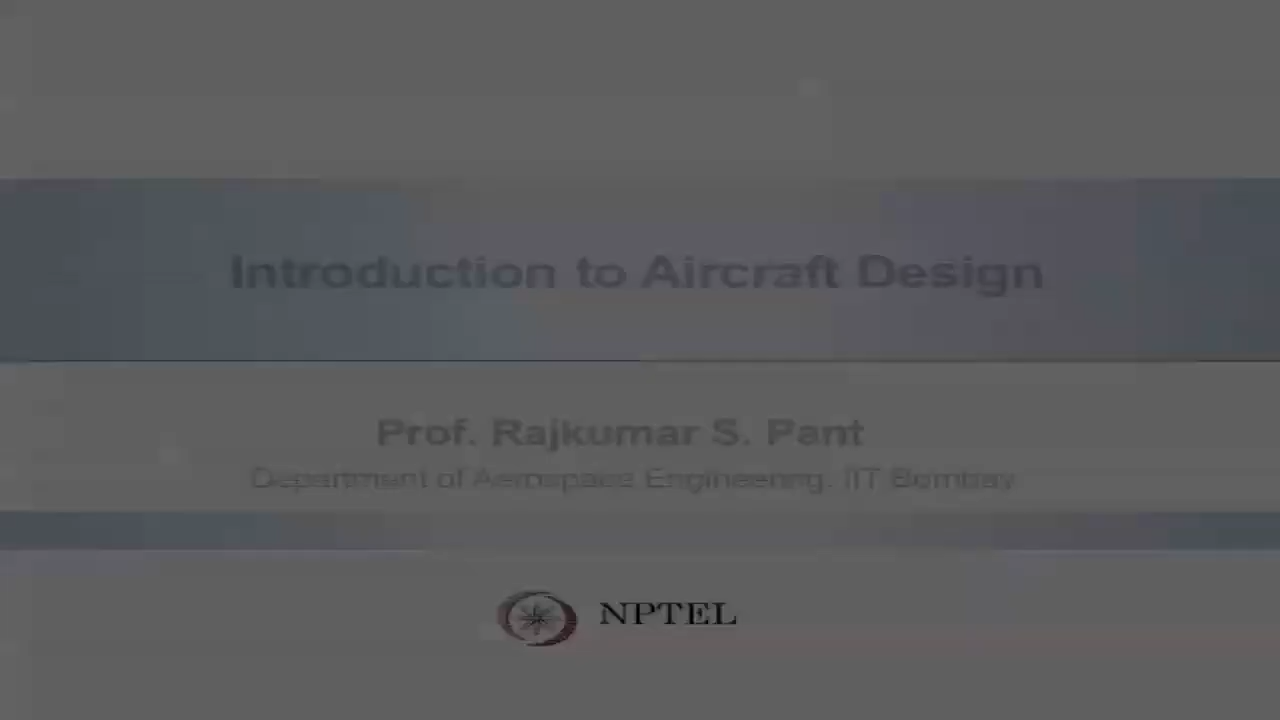 Introduction to Aircraft Design
Prof. Rajkumar S. Pant
Department of Aerospace Engineering, IIT Bombay
NPTEL